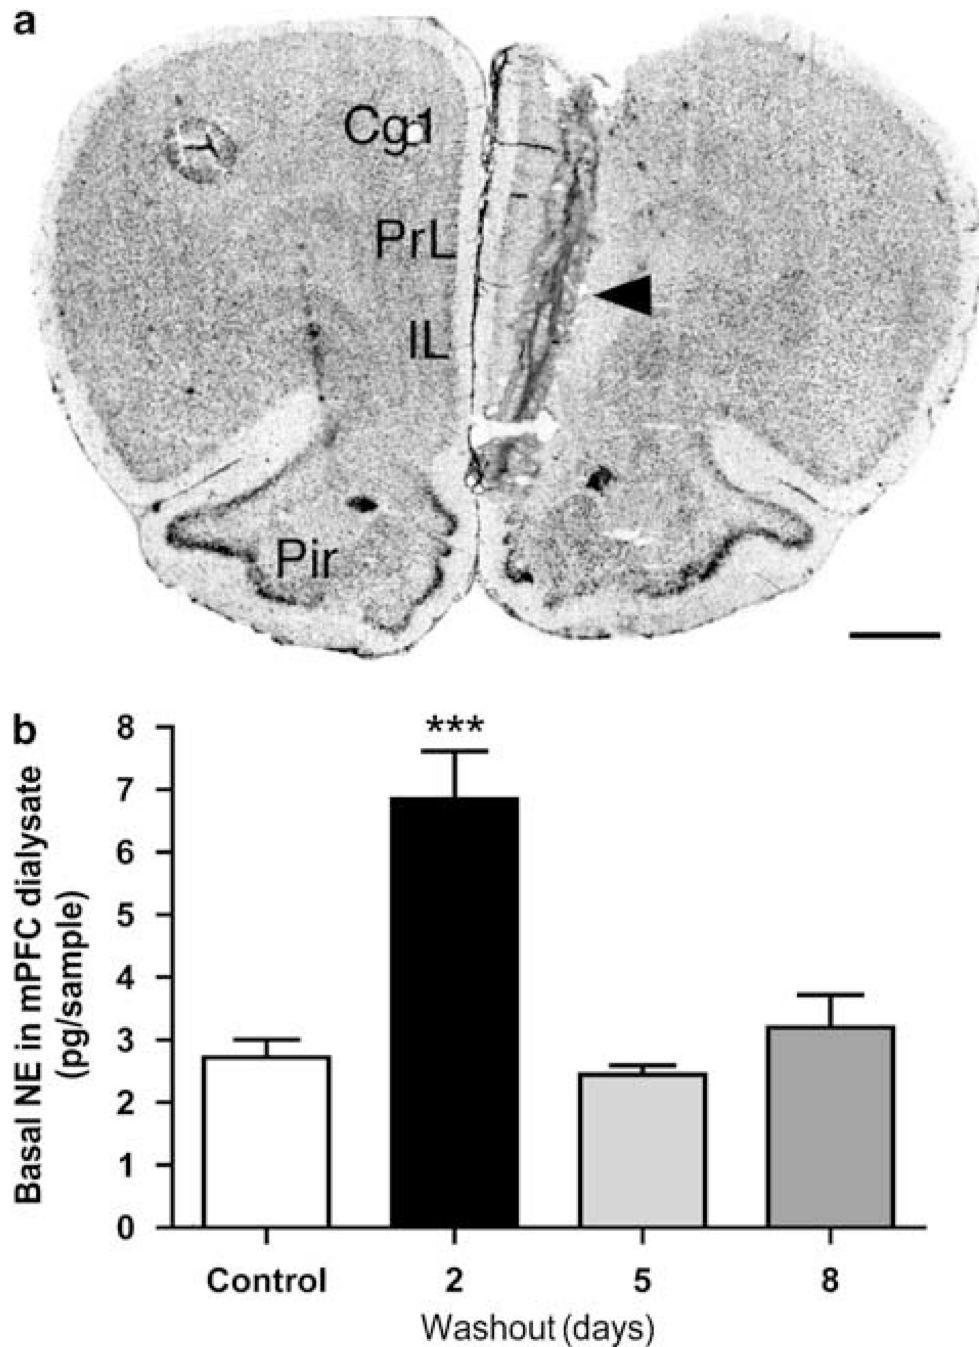 a
Cg1
PrL
IL
Pir
b
Basal NE in mPFC dialysate
(pg/sample)
8
7
6
5
4
3
2
1
0
***
Control
2
5
8
Washout (days)